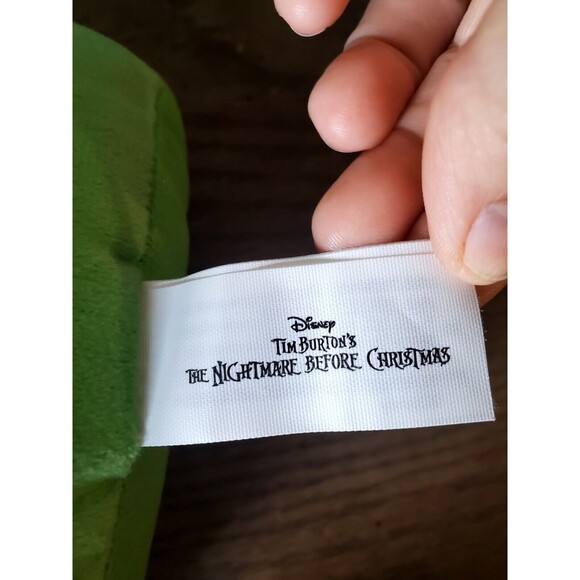 Disney
TIM BURTON'S
THE NIGHTMARE BEFORE CHRISTMAS